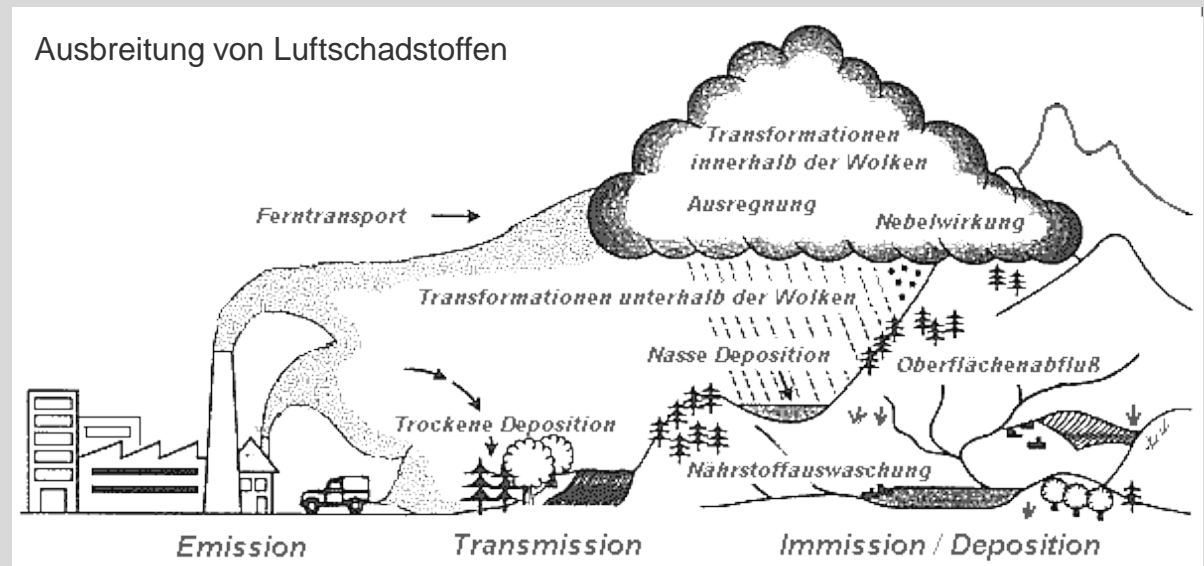 Ausbreitung von Luftschadstoffen
Transformationen
innerhalb der Wolken
Ausregnung
Nebelwirkung
Ferntransport
Transformationen unterhalb der Wolken
Nasse Deposition
Oberflächenabfluß
Trockene Deposition
Nährstoffauswaschung
Emission
Transmission
Immission / Deposition